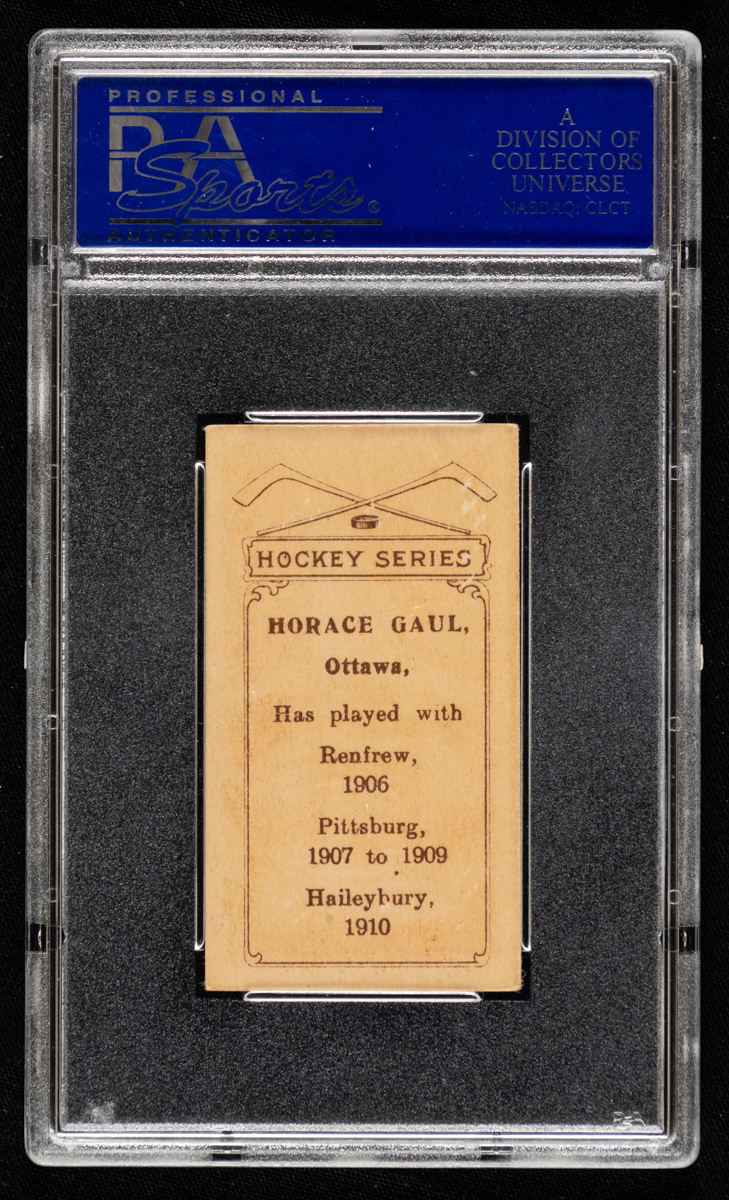 PROFESSIONAL
PSA
Sports®
AUTHENTICATOR
A
DIVISION OF
COLLECTORS
UNIVERSE
NASDAQ: CLCT
HOCKEY SERIES
HORACE GAUL,
Ottawa,
Has played with
Renfrew,
1906
Pittsburg,
1907 to 1909
Haileybury,
1910
PSA